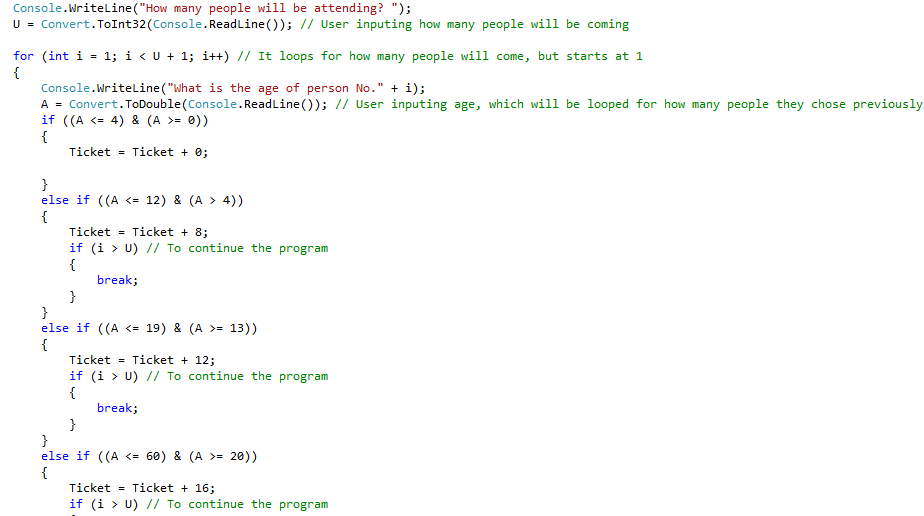 Console.WriteLine("How many people will be attending? ");
U = Convert.ToInt32(Console.ReadLine()); // User inputing how many people will be coming
for (int i = 1; i < U + 1; i++) // It loops for how many people will come, but starts at 1
{
Console.WriteLine("What is the age of person No." + i);
A = Convert.ToDouble(Console.ReadLine()); // User inputing age, which will be looped for how many people they chose previously
if ((A <= 4) & (A >= 0))
{
Ticket = Ticket + 0;
}
else if ((A <= 12) & (A > 4))
{
Ticket = Ticket + 8;
if (i > U) // To continue the program
{
break;
}
}
else if ((A <= 19) & (A >= 13))
{
Ticket = Ticket + 12;
if (i > U) // To continue the program
{
break;
}
}
else if ((A <= 60) & (A >= 20))
{
Ticket = Ticket + 16;
if (i > U) // To continue the program